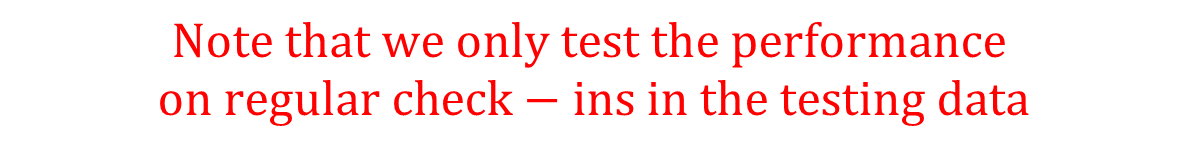 Note that we only test the performance
on regular check − ins in the testing data